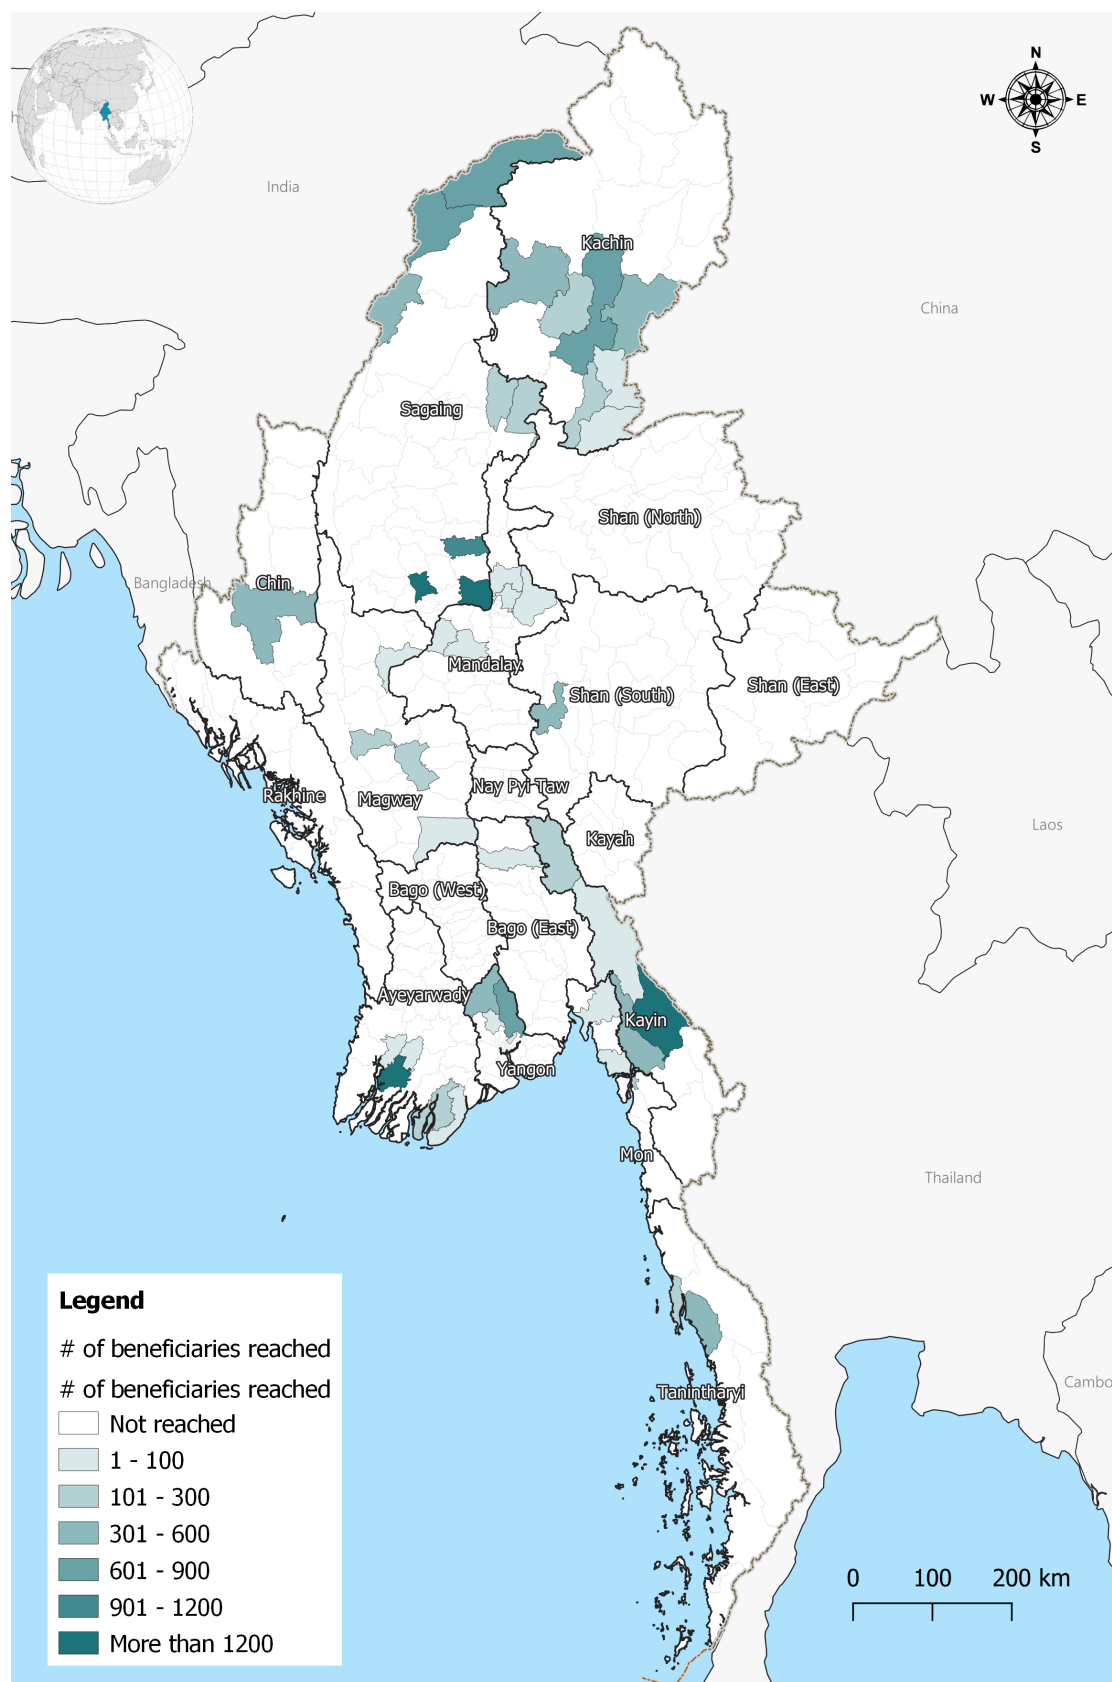 N
W
E
S
h
India
Kachin
China
Sagaing
Shan (North)
Bangladesh
Chin
Mandalay
Shan (South)
Shan (East)
Nay Pyi Taw
Rakhine
Magway
Laos
Kayah
Bago (West)
Bago (East)
Ayeyarwady
Kayin
Yangon
Mon
Thailand
Tanintharyi
Cambo
Legend
# of beneficiaries reached
# of beneficiaries reached
Not reached
1 - 100
101 - 300
301 - 600
601 - 900
901 - 1200
More than 1200
0 100 200 km